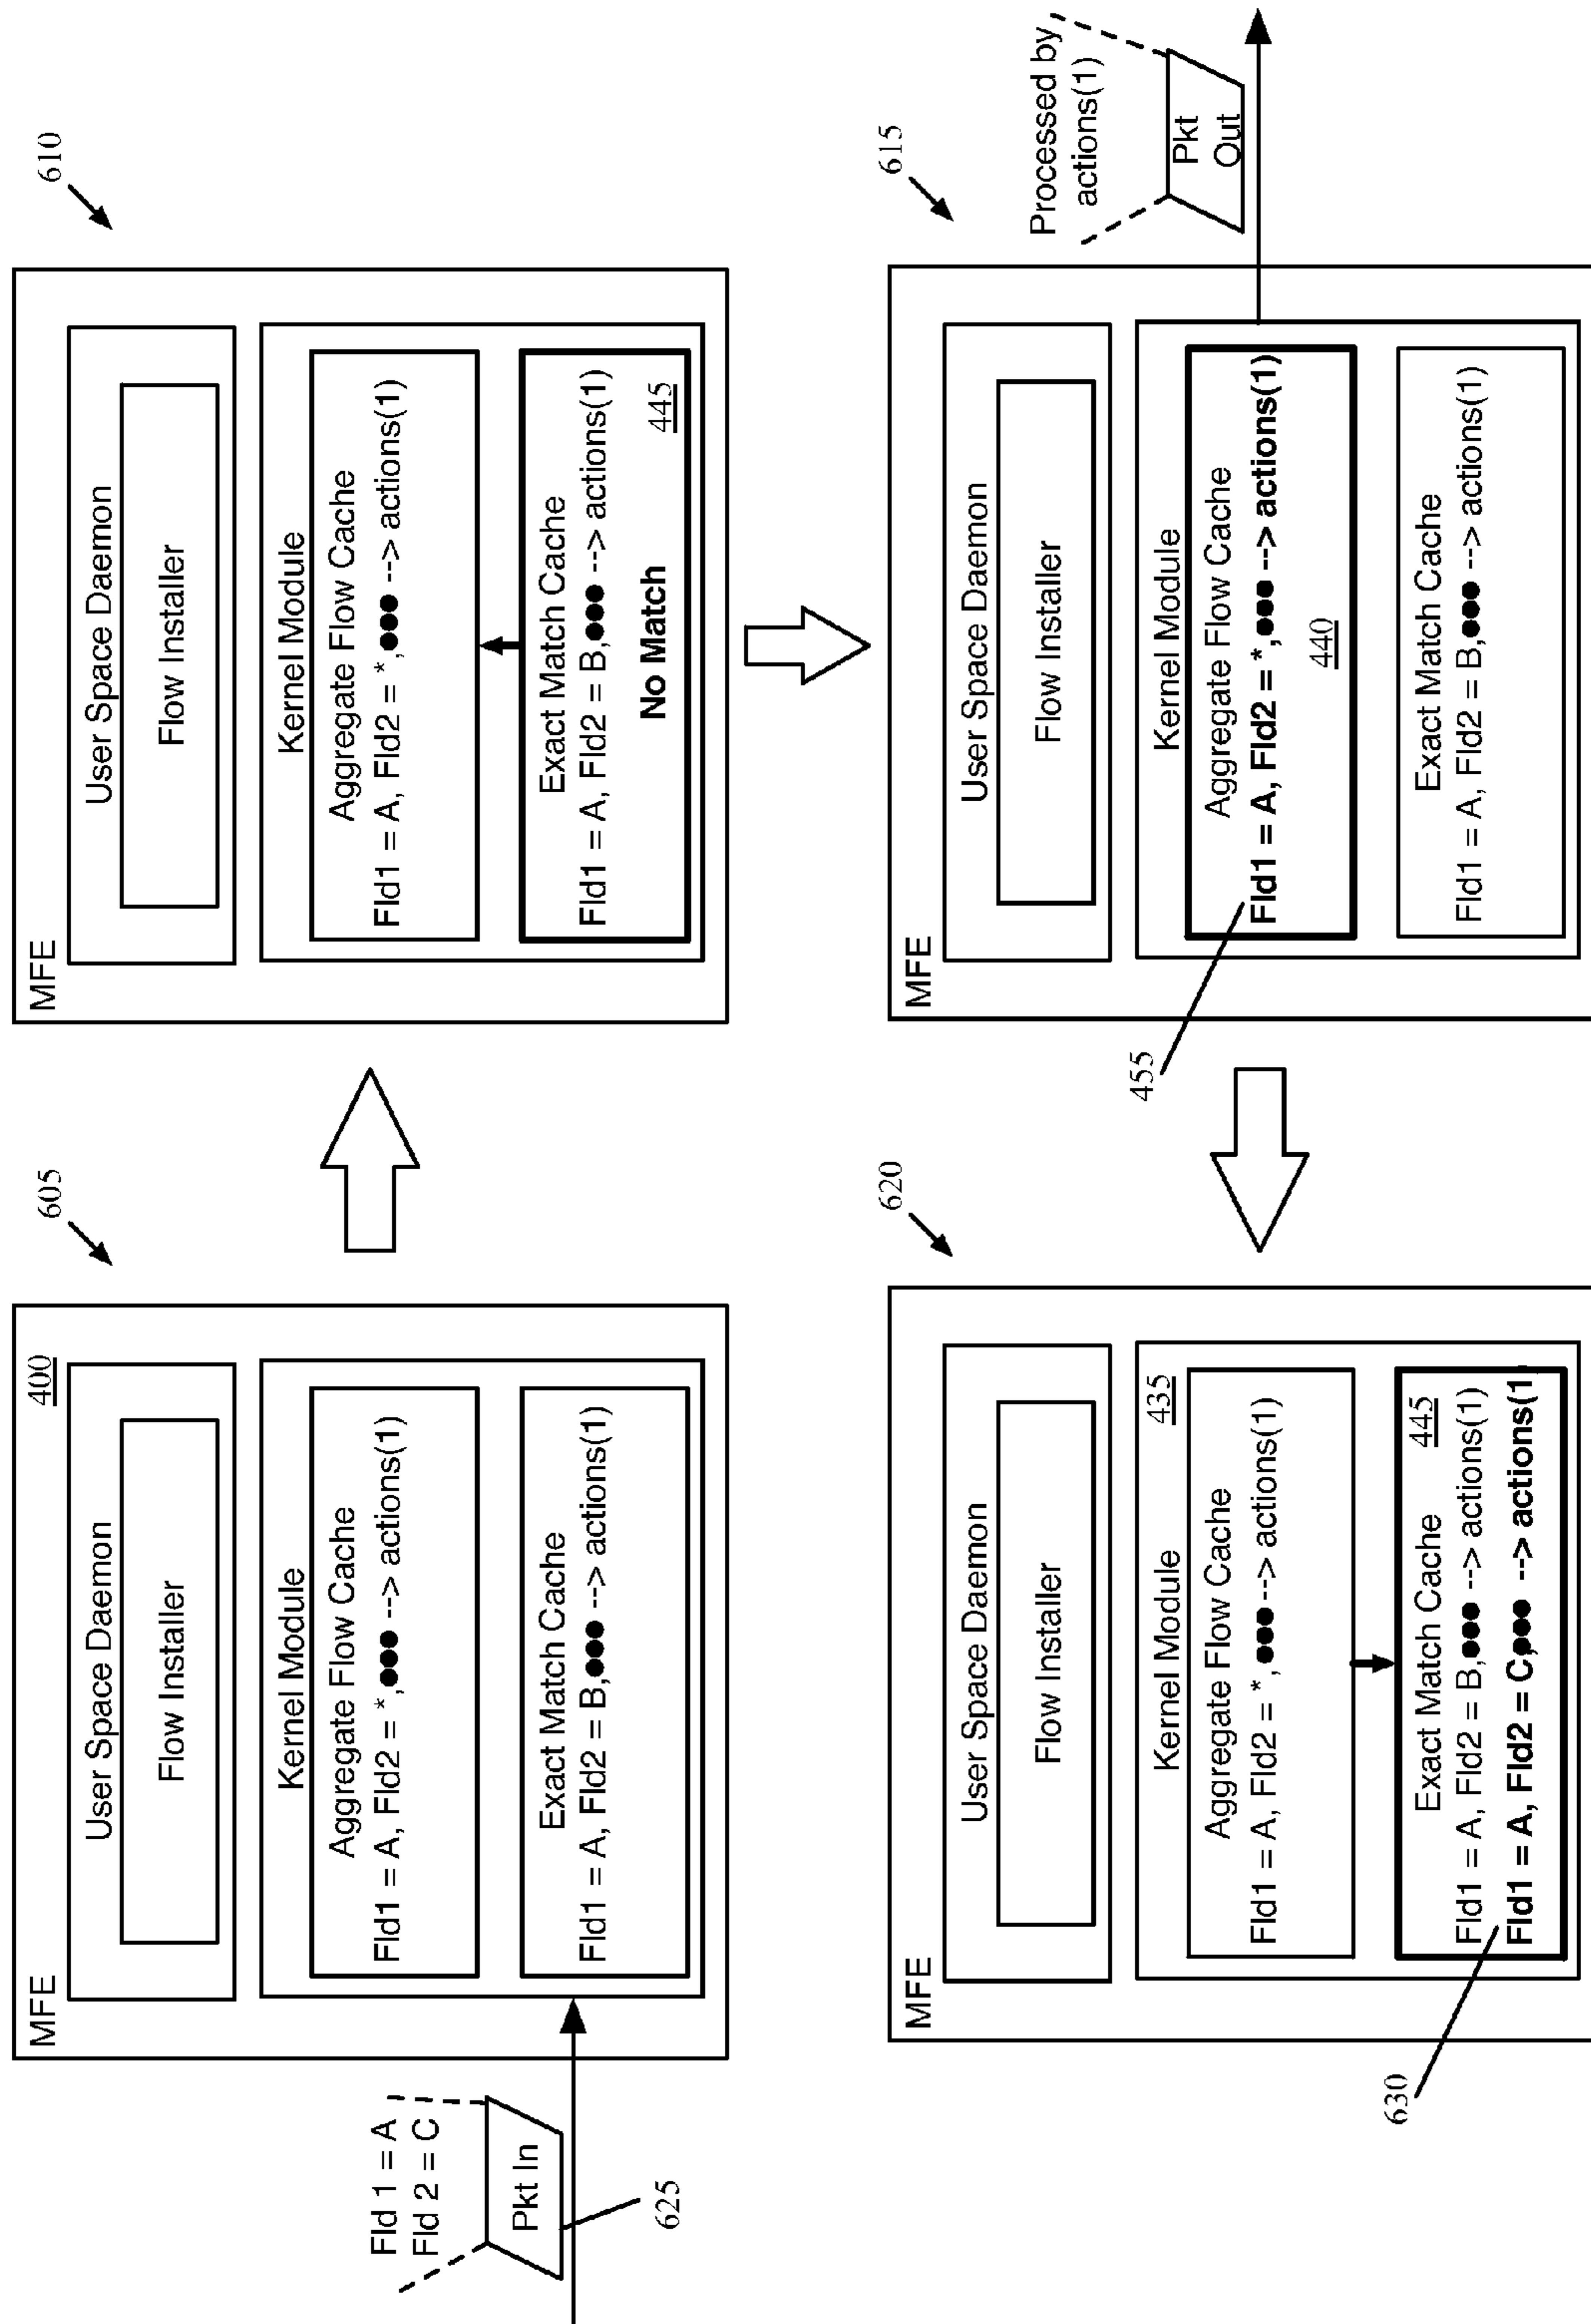 605
MFE
400
User Space Daemon
Flow Installer
Kernel Module
Aggregate Flow Cache
Fld1 = A, Fld2 = *,●●● --> actions(1)
Exact Match Cache
Fld1 = A, Fld2 = B,●●● --> actions(1)
Fld 1 = A
Fld 2 = C
Pkt In
625
610
MFE
User Space Daemon
Flow Installer
Kernel Module
Aggregate Flow Cache
Fld1 = A, Fld2 = *,●●● --> actions(1)
Exact Match Cache
Fld1 = A, Fld2 = B,●●● --> actions(1)
No Match
445
620
MFE
User Space Daemon
Flow Installer
Kernel Module
435
Aggregate Flow Cache
Fld1 = A, Fld2 = *,●●● --> actions(1)
Exact Match Cache
445
Fld1 = A, Fld2 = B,●●● --> actions(1)
Fld1 = A, Fld2 = C,●●● --> actions(1)
630
615
MFE
User Space Daemon
Flow Installer
Kernel Module
Aggregate Flow Cache
Fld1 = A, Fld2 = *,●●● --> actions(1)
440
455
Exact Match Cache
Fld1 = A, Fld2 = B,●●● --> actions(1)
Processed by
actions(1)
Pkt
Out